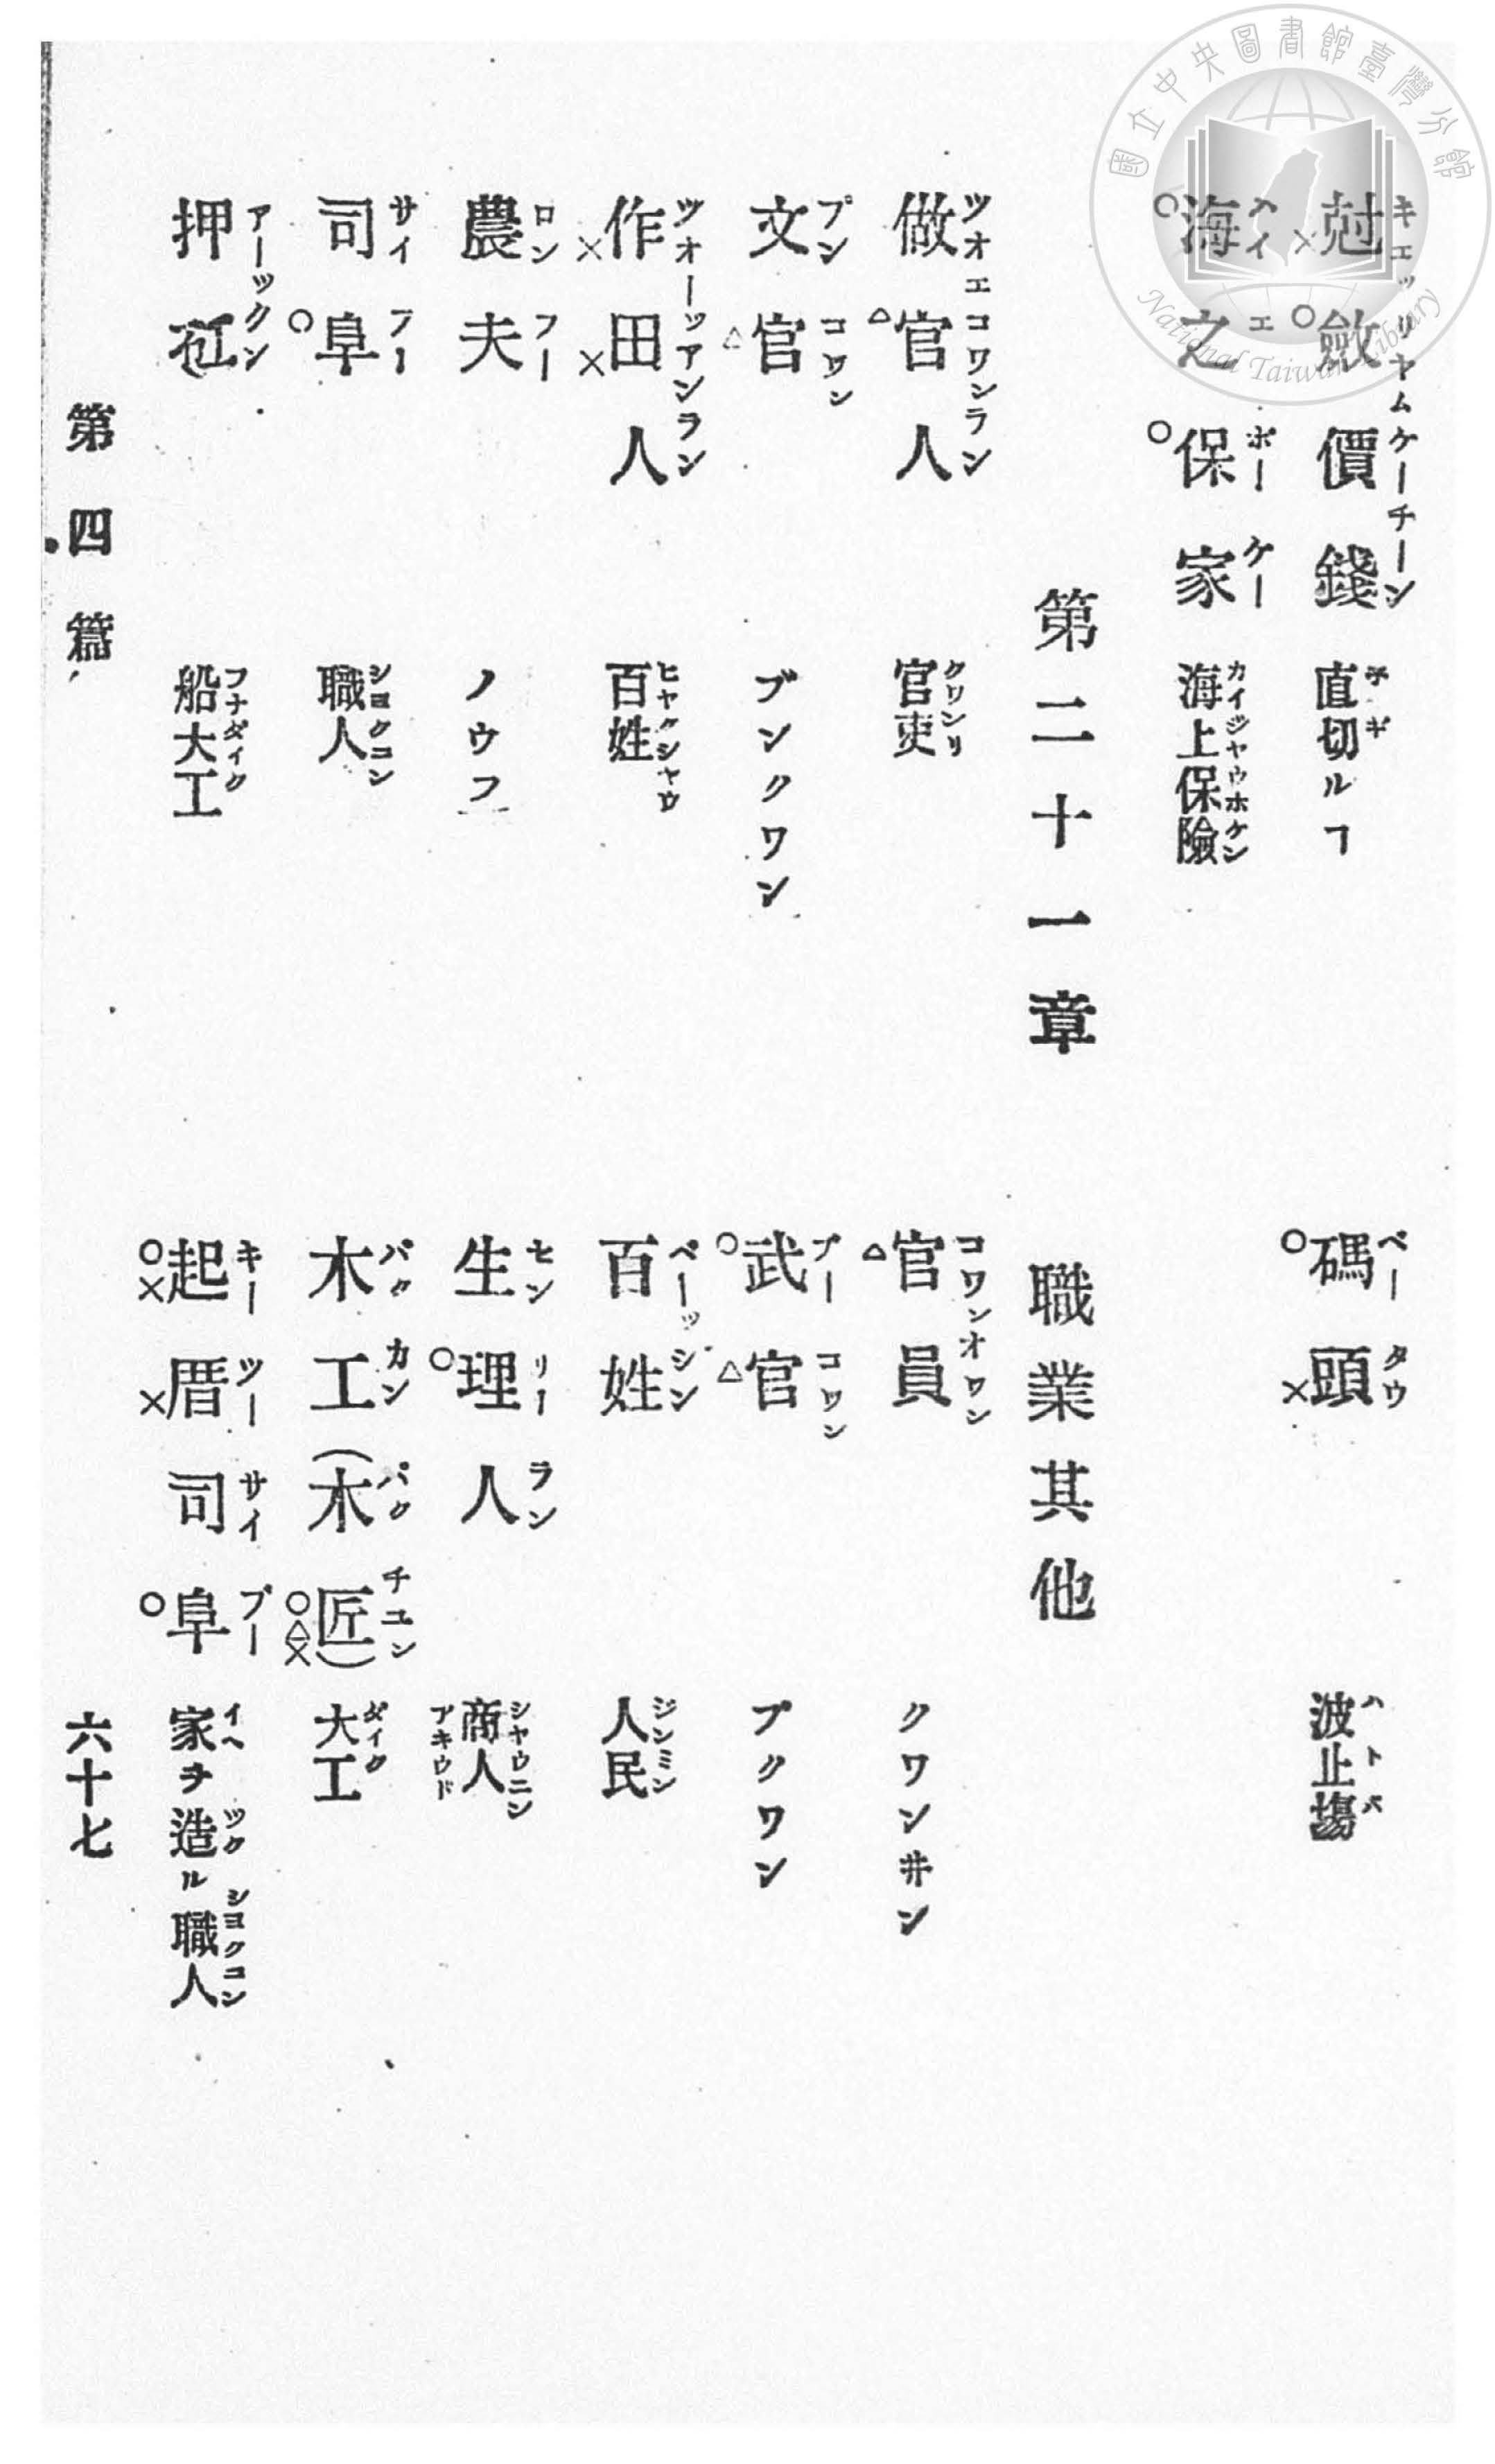 尅斂價錢 キエッリヤムケーチーン 直切ルヿ 子ギ
碼頭 ベータウ 波止場 ハトバ
海之保家 ハイエボーケー 海上保險 カイジヤウホケン
第二十一章 職業其他
做官人 ツオエコワンラン 官吏 クワンリ
官員 コワンオワン クワン井ン
文官 ブンコワン ブンクワン
武官 ブーコワン ブクワン
作田人 ツオーッアンラン 百姓 ヒヤクシヤウ
百姓 ベーッシン 人民 ジンミン
農夫 ロンフー ノウフ
生理人 センリーラン 商人 シヤウニン アキウド
司阜 サイフー 職人 シヨクコン
木工(木匠) バクカンバクチユン 大工 ダイク
押 アーックン 船大工 フナダイク
起厝司阜 キーツーサイブー 家ヲ造ル職人 イヘツクシヨクコン
第四篇
六十七
國立中央圖書館臺灣分館
National Taiwan Library